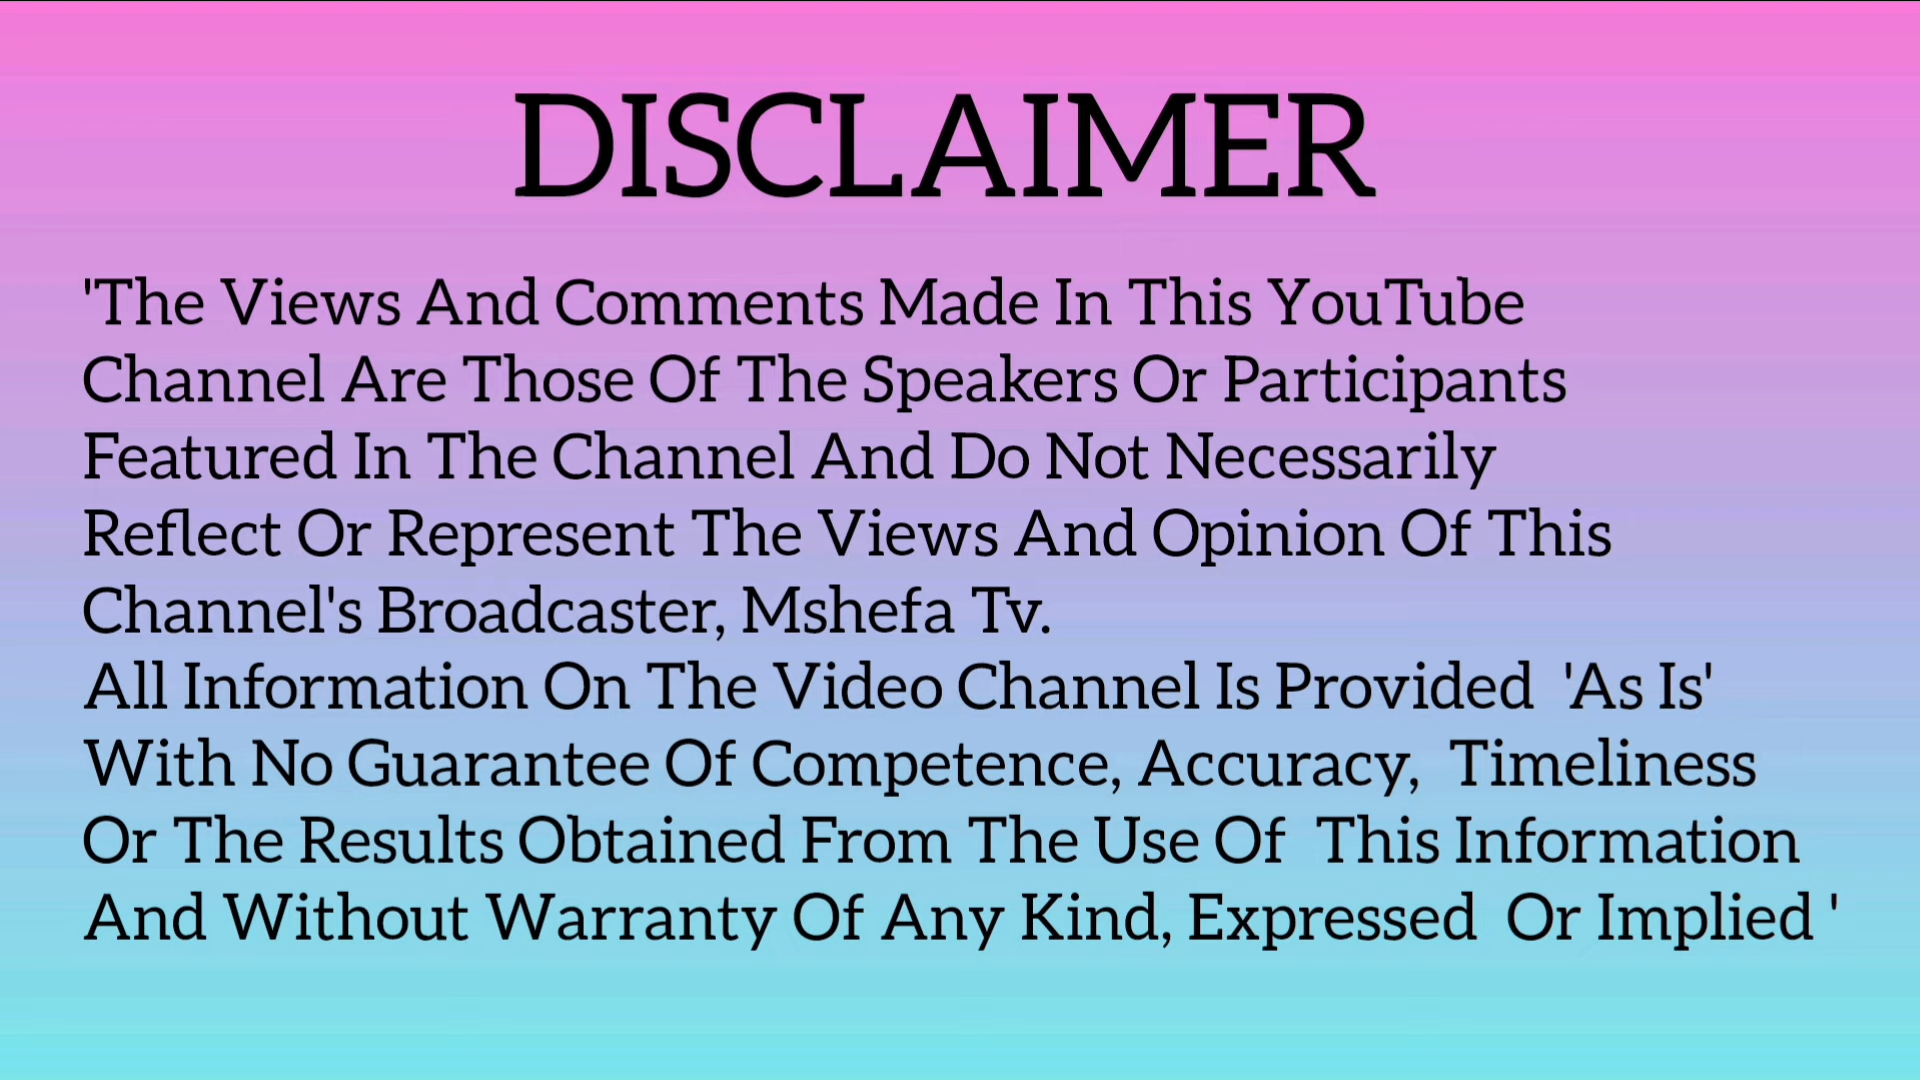 DISCLAIMER
'The Views And Comments Made In This YouTube
Channel Are Those Of The Speakers Or Participants
Featured In The Channel And Do Not Necessarily
Reflect Or Represent The Views And Opinion Of This
Channel's Broadcaster, Mshefa Tv.
All Information On The Video Channel Is Provided  'As Is'
With No Guarantee Of Competence, Accuracy,  Timeliness
Or The Results Obtained From The Use Of  This Information
And Without Warranty Of Any Kind, Expressed  Or Implied '